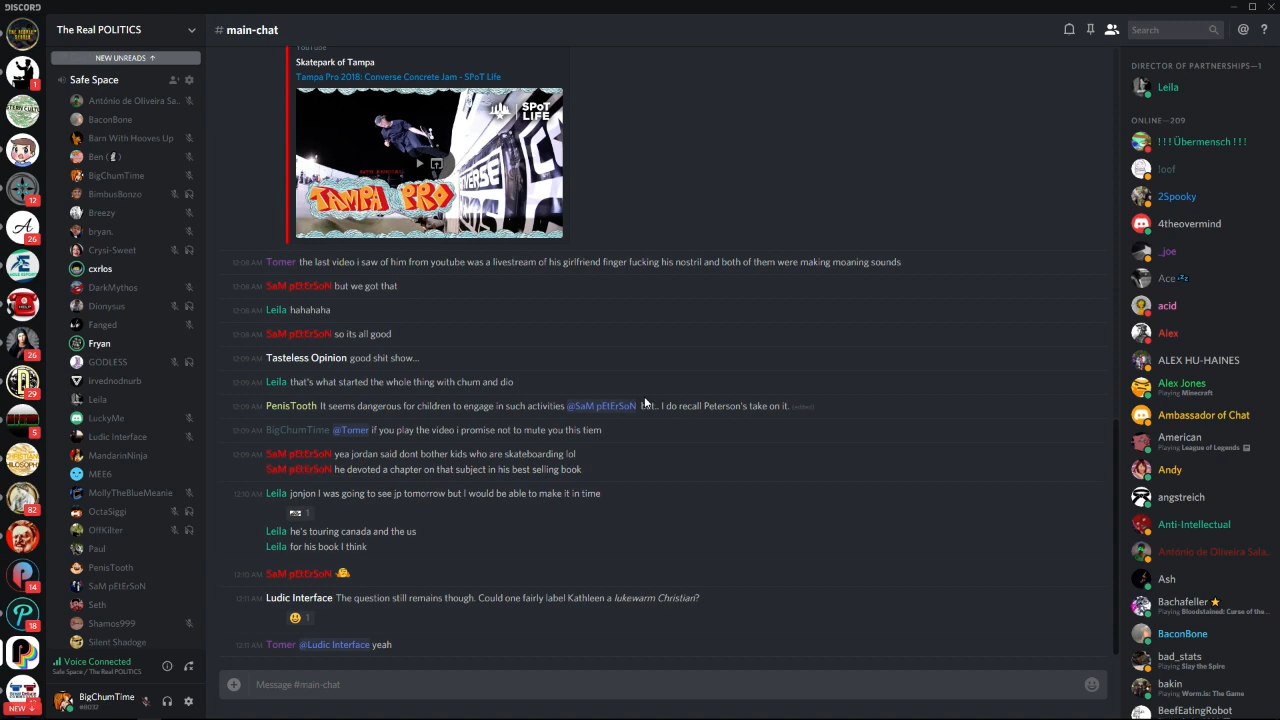 DISCORD
The Real POLITICS
# main-chat
Search
NEW UNREADS ↑
Safe Space
António de Oliveira Sa..
BaconBone
Barn With Hooves Up
Ben (
BigChumTime
BimbusBonzo
Breezy
bryan.
Crysi-Sweet
cxrlos
DarkMythos
Dionysus
Fanged
Fryan
GODLESS
irvednodnurb
Leila
LuckyMe
Ludic Interface
MandarinNinja
MEE6
MollyTheBlueMeanie
OctaSiggi
OffKilter
Paul
PenisTooth
SaM pEtErSoN
Seth
Shamos999
Silent Shadoge
Voice Connected
Safe Space / The Real POLITICS
BigChumTime
#8032
1
12
26
26
29
5
82
14
18
NEW ↓
YouTube
Skatepark of Tampa
Tampa Pro 2018: Converse Concrete Jam - SPoT Life
SPoT
LIFE
TAMPA PRO
12:08 AM Tomer the last video i saw of him from youtube was a livestream of his girlfriend finger fucking his nostril and both of them were making moaning sounds
12:08 AM SaM pEtErSoN but we got that
12:08 AM Leila hahahaha
12:08 AM SaM pEtErSoN so its all good
12:09 AM Tasteless Opinion good shit show...
12:09 AM Leila that's what started the whole thing with chum and dio
12:09 AM PenisTooth It seems dangerous for children to engage in such activities @SaM pEtErSoN but.. I do recall Peterson's take on it. (edited)
12:09 AM BigChumTime @Tomer if you play the video i promise not to mute you this tiem
12:09 AM SaM pEtErSoN yea jordan said dont bother kids who are skateboarding lol
SaM pEtErSoN he devoted a chapter on that subject in his best selling book
12:10 AM Leila jonjon I was going to see jp tomorrow but I would be able to make it in time
1
Leila he's touring canada and the us
Leila for his book I think
12:10 AM SaM pEtErSoN
12:11 AM Ludic Interface The question still remains though. Could one fairly label Kathleen a lukewarm Christian?
1
12:11 AM Tomer @Ludic Interface yeah
Message #main-chat
DIRECTOR OF PARTNERSHIPS—1
Leila
ONLINE—209
! ! ! Übermensch ! ! !
loof
2Spooky
4theovermind
_joe
Ace
acid
Alex
ALEX HU-HAINES
Alex Jones
Playing Minecraft
Ambassador of Chat
American
Playing League of Legends
Andy
angstreich
Anti-Intellectual
António de Oliveira Sala..
Ash
Bachafeller
Playing Bloodstained: Curse of the...
BaconBone
bad_stats
Playing Slay the Spire
bakin
Playing Worm.is: The Game
BeefEatingRobot